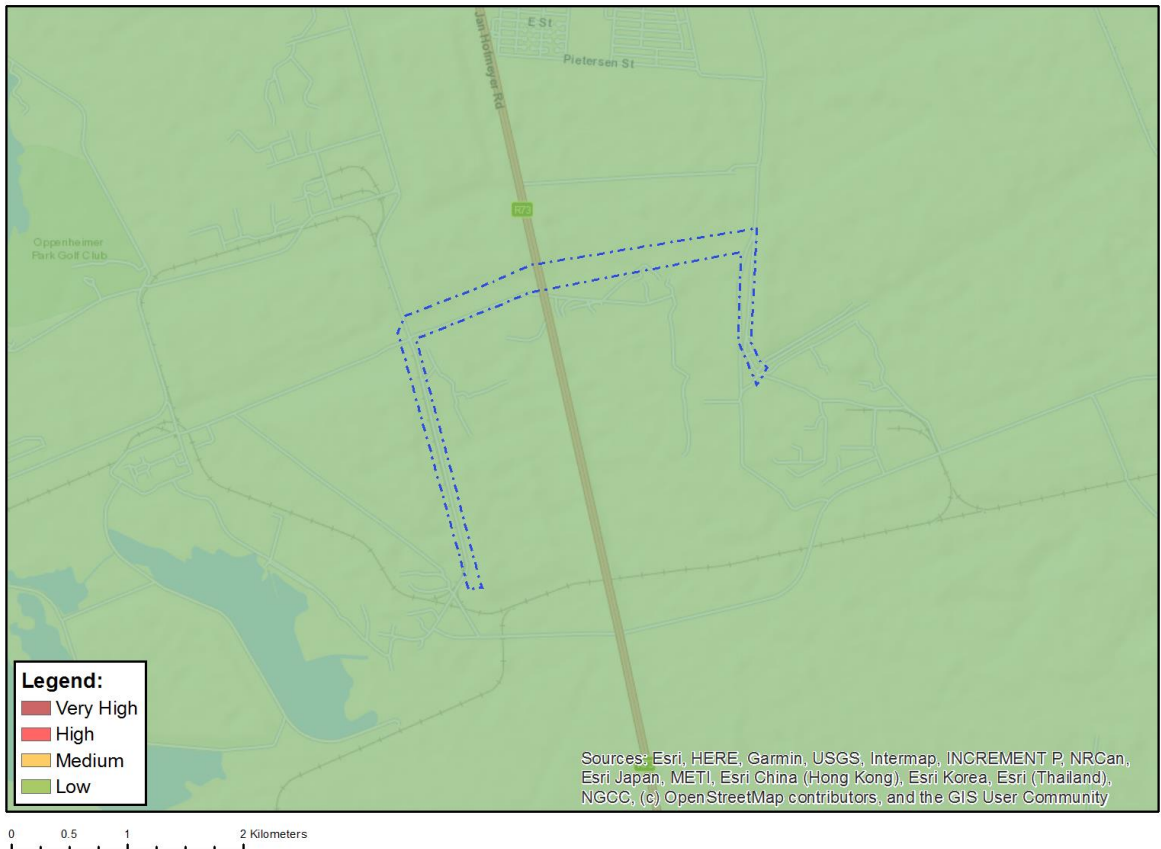 E St
Pietersen St
Jan Hofmeyer Rd
R73
Oppenheimer
Park Golf Club
Legend:
Very High
High
Medium
Low
Sources: Esri, HERE, Garmin, USGS, Intermap, INCREMENT P, NRCan,
Esri Japan, METI, Esri China (Hong Kong), Esri Korea, Esri (Thailand),
NGCC, (c) OpenStreetMap contributors, and the GIS User Community
0 0.5 1 2 Kilometers